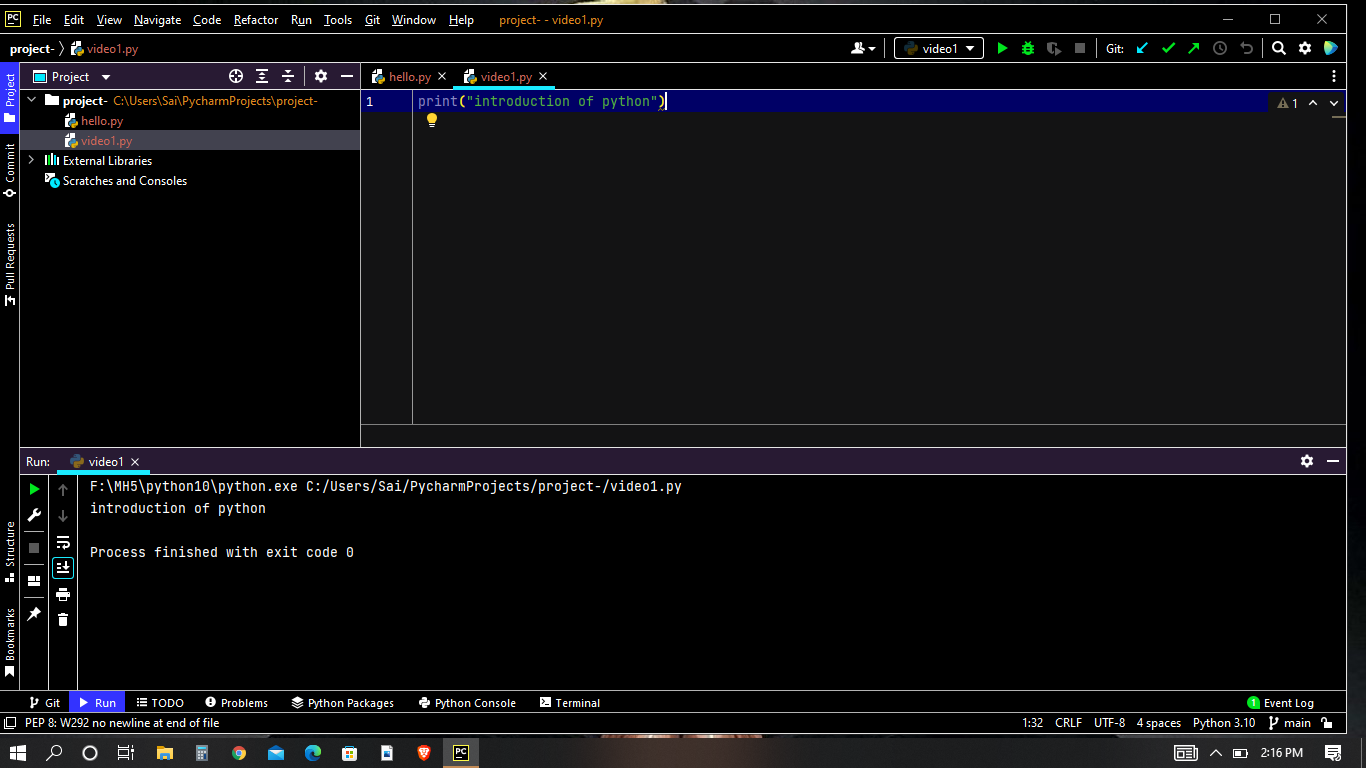 PC File Edit View Navigate Code Refactor Run Tools Git Window Help project- - video1.py
project- video1.py video1 Git:
Project
hello.py video1.py
project- C:\Users\Sai\PycharmProjects\project-
hello.py
video1.py
External Libraries
Scratches and Consoles
1 print("introduction of python") 1
Project
Commit
Pull Requests
Structure
Bookmarks
Run: video1
F:\MH5\python10\python.exe C:/Users/Sai/PycharmProjects/project-/video1.py
introduction of python
Process finished with exit code 0
Git Run TODO Problems Python Packages Python Console Terminal 1 Event Log
PEP 8: W292 no newline at end of file 1:32 CRLF UTF-8 4 spaces Python 3.10 main
PC 2:16 PM